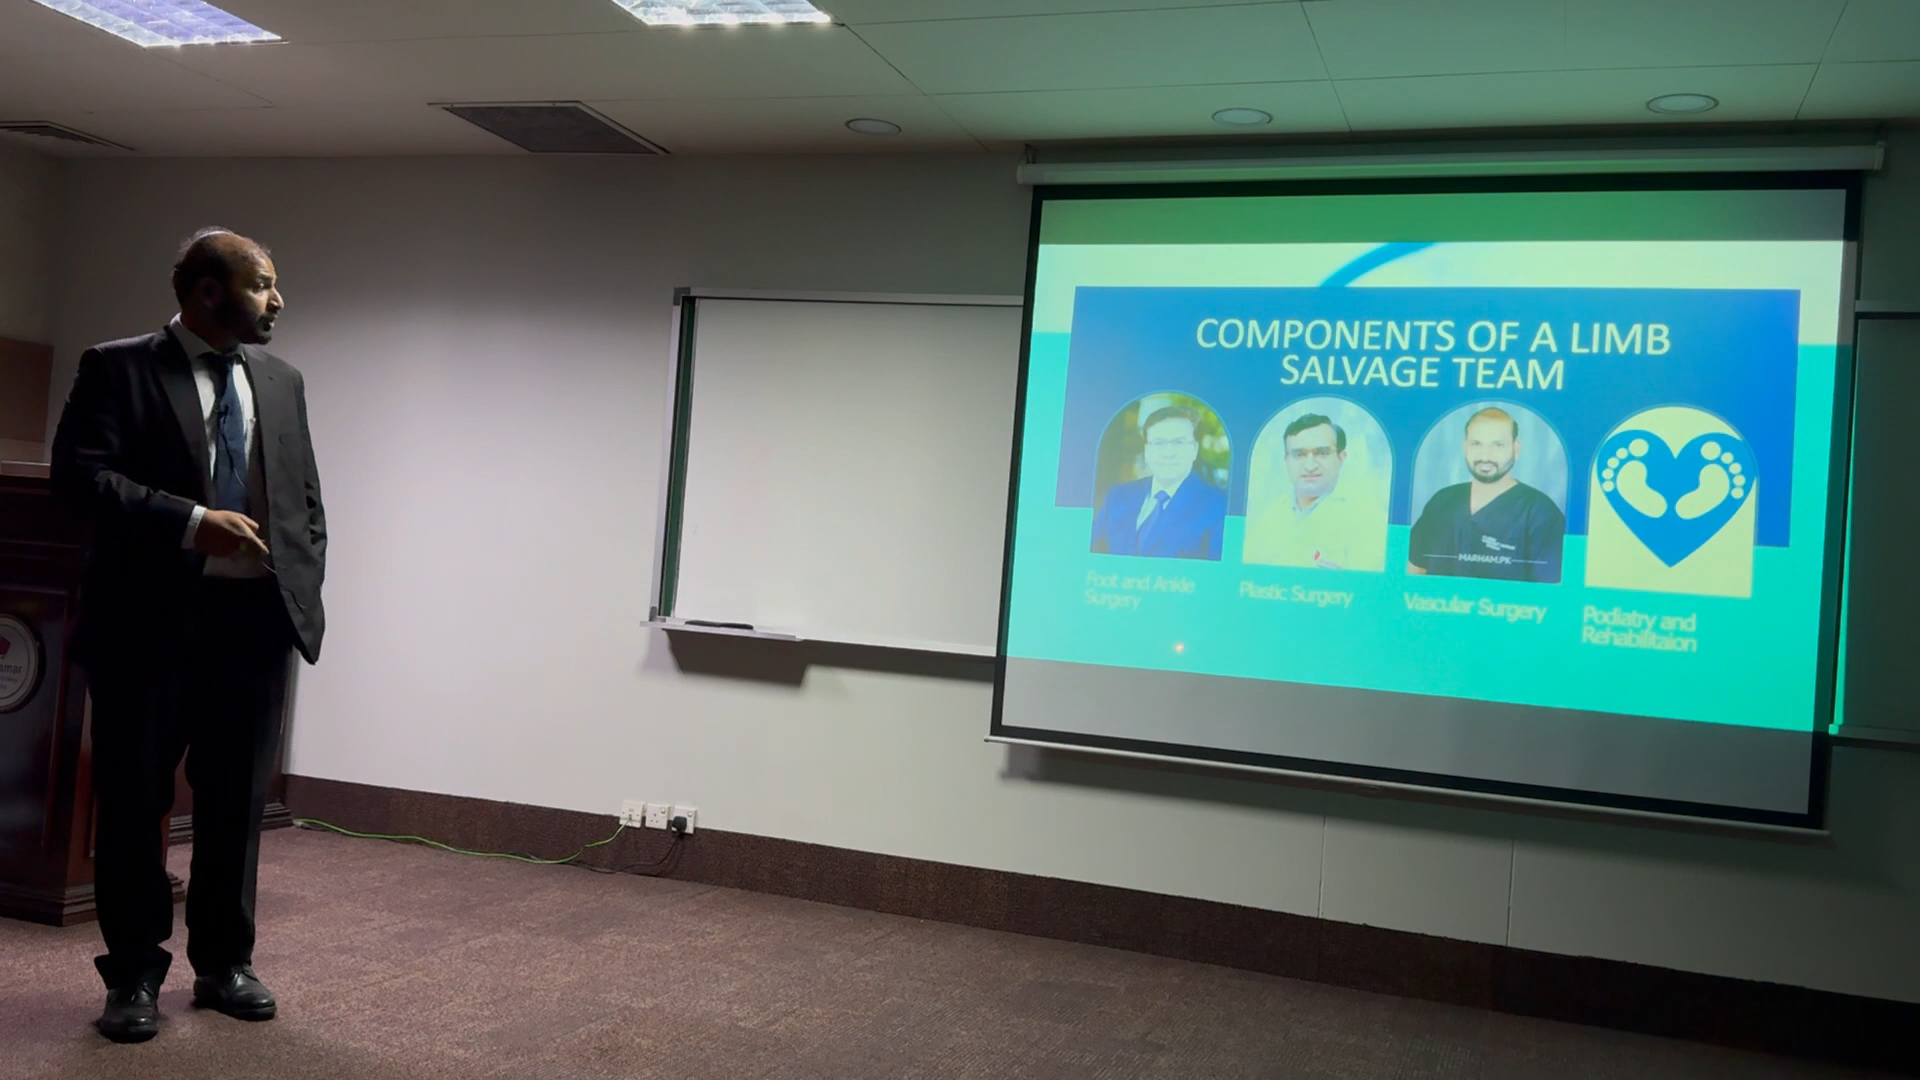 COMPONENTS OF A LIMB
SALVAGE TEAM
MARHAM.PK
Foot and Ankle
Surgery
Plastic Surgery
Vascular Surgery
Podiatry and
Rehabilitaion